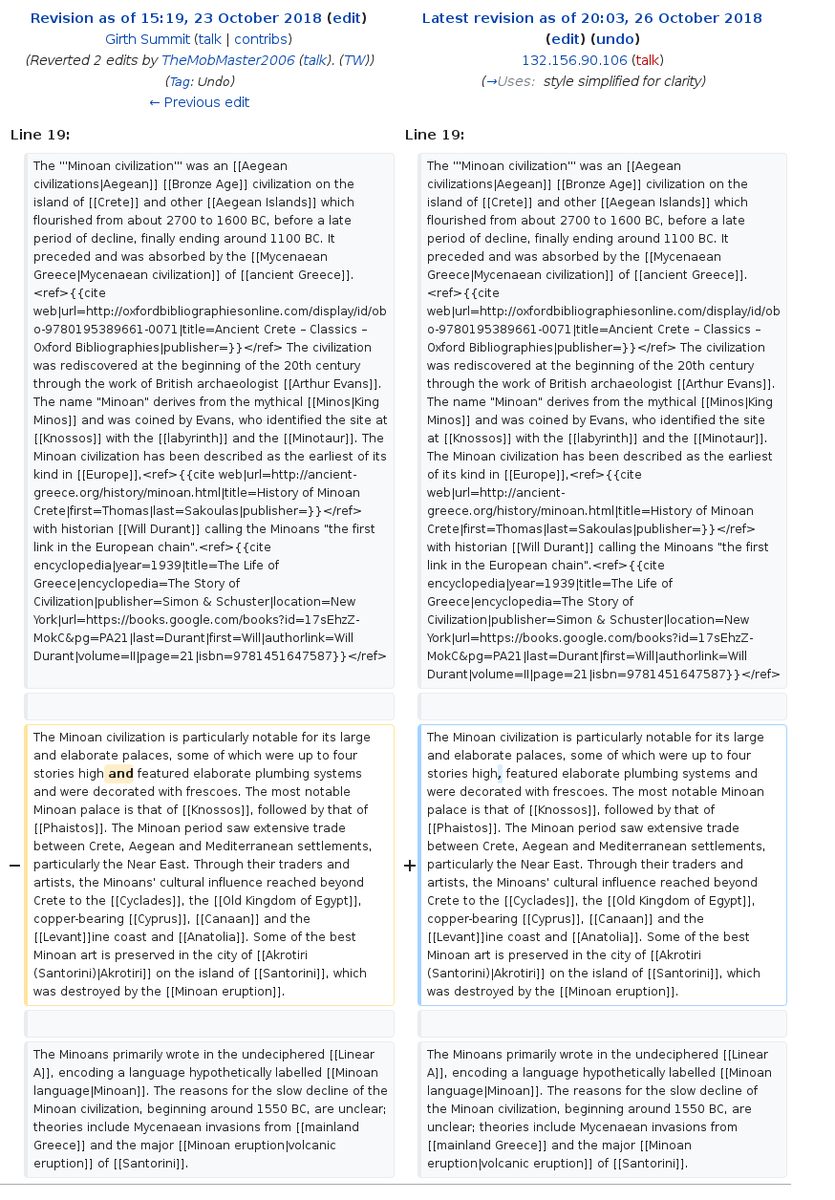 Revision as of 15:19, 23 October 2018 (edit)
Girth Summit (talk | contribs)
(Reverted 2 edits by TheMobMaster2006 (talk). (TW))
(Tag: Undo)
← Previous edit
Latest revision as of 20:03, 26 October 2018
(edit) (undo)
132.156.90.106 (talk)
(→Uses: style simplified for clarity)
Line 19:
The '''Minoan civilization''' was an [[Aegean
civilizations|Aegean]] [[Bronze Age]] civilization on the
island of [[Crete]] and other [[Aegean Islands]] which
flourished from about 2700 to 1600 BC, before a late
period of decline, finally ending around 1100 BC. It
preceded and was absorbed by the [[Mycenaean
Greece|Mycenaean civilization]] of [[ancient Greece]].
<ref>{{cite
web|url=http://oxfordbibliographiesonline.com/display/id/ob
o-9780195389661-0071|title=Ancient Crete – Classics –
Oxford Bibliographies|publisher=}}</ref> The civilization
was rediscovered at the beginning of the 20th century
through the work of British archaeologist [[Arthur Evans]].
The name "Minoan" derives from the mythical [[Minos|King
Minos]] and was coined by Evans, who identified the site at
[[Knossos]] with the [[labyrinth]] and the [[Minotaur]]. The
Minoan civilization has been described as the earliest of its
kind in [[Europe]],<ref>{{cite web|url=http://ancient-
greece.org/history/minoan.html|title=History of Minoan
Crete|first=Thomas|last=Sakoulas|publisher=}}</ref>
with historian [[Will Durant]] calling the Minoans "the first
link in the European chain".<ref>{{cite
encyclopedia|year=1939|title=The Life of
Greece|encyclopedia=The Story of
Civilization|publisher=Simon & Schuster|location=New
York|url=https://books.google.com/books?id=17sEhzZ-
MokC&pg=PA21|last=Durant|first=Will|authorlink=Will
Durant|volume=II|page=21|isbn=9781451647587}}</ref>
Line 19:
The '''Minoan civilization''' was an [[Aegean
civilizations|Aegean]] [[Bronze Age]] civilization on the
island of [[Crete]] and other [[Aegean Islands]] which
flourished from about 2700 to 1600 BC, before a late
period of decline, finally ending around 1100 BC. It
preceded and was absorbed by the [[Mycenaean
Greece|Mycenaean civilization]] of [[ancient Greece]].
<ref>{{cite
web|url=http://oxfordbibliographiesonline.com/display/id/ob
o-9780195389661-0071|title=Ancient Crete – Classics –
Oxford Bibliographies|publisher=}}</ref> The civilization
was rediscovered at the beginning of the 20th century
through the work of British archaeologist [[Arthur Evans]].
The name "Minoan" derives from the mythical [[Minos|King
Minos]] and was coined by Evans, who identified the site
at [[Knossos]] with the [[labyrinth]] and the [[Minotaur]].
The Minoan civilization has been described as the earliest
of its kind in [[Europe]],<ref>{{cite
web|url=http://ancient-
greece.org/history/minoan.html|title=History of Minoan
Crete|first=Thomas|last=Sakoulas|publisher=}}</ref>
with historian [[Will Durant]] calling the Minoans "the first
link in the European chain".<ref>{{cite
encyclopedia|year=1939|title=The Life of
Greece|encyclopedia=The Story of
Civilization|publisher=Simon & Schuster|location=New
York|url=https://books.google.com/books?id=17sEhzZ-
MokC&pg=PA21|last=Durant|first=Will|authorlink=Will
Durant|volume=II|page=21|isbn=9781451647587}}</ref>
−
The Minoan civilization is particularly notable for its large
and elaborate palaces, some of which were up to four
stories high and featured elaborate plumbing systems
and were decorated with frescoes. The most notable
Minoan palace is that of [[Knossos]], followed by that of
[[Phaistos]]. The Minoan period saw extensive trade
between Crete, Aegean and Mediterranean settlements,
particularly the Near East. Through their traders and
artists, the Minoans' cultural influence reached beyond
Crete to the [[Cyclades]], the [[Old Kingdom of Egypt]],
copper-bearing [[Cyprus]], [[Canaan]] and the
[[Levant]]ine coast and [[Anatolia]]. Some of the best
Minoan art is preserved in the city of [[Akrotiri
(Santorini)|Akrotiri]] on the island of [[Santorini]], which
was destroyed by the [[Minoan eruption]].
+
The Minoan civilization is particularly notable for its large
and elaborate palaces, some of which were up to four
stories high, featured elaborate plumbing systems and
were decorated with frescoes. The most notable Minoan
palace is that of [[Knossos]], followed by that of
[[Phaistos]]. The Minoan period saw extensive trade
between Crete, Aegean and Mediterranean settlements,
particularly the Near East. Through their traders and
artists, the Minoans' cultural influence reached beyond
Crete to the [[Cyclades]], the [[Old Kingdom of Egypt]],
copper-bearing [[Cyprus]], [[Canaan]] and the
[[Levant]]ine coast and [[Anatolia]]. Some of the best
Minoan art is preserved in the city of [[Akrotiri
(Santorini)|Akrotiri]] on the island of [[Santorini]], which
was destroyed by the [[Minoan eruption]].
The Minoans primarily wrote in the undeciphered [[Linear
A]], encoding a language hypothetically labelled [[Minoan
language|Minoan]]. The reasons for the slow decline of the
Minoan civilization, beginning around 1550 BC, are unclear;
theories include Mycenaean invasions from [[mainland
Greece]] and the major [[Minoan eruption|volcanic
eruption]] of [[Santorini]].
The Minoans primarily wrote in the undeciphered [[Linear
A]], encoding a language hypothetically labelled [[Minoan
language|Minoan]]. The reasons for the slow decline of
the Minoan civilization, beginning around 1550 BC, are
unclear; theories include Mycenaean invasions from
[[mainland Greece]] and the major [[Minoan
eruption|volcanic eruption]] of [[Santorini]].